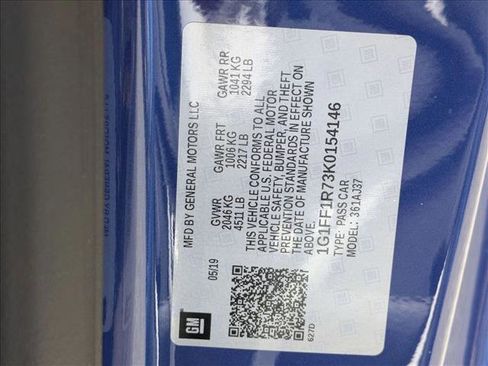 MFD BY GENERAL MOTORS LLC
05/19
GVWR
2046 KG
4511 LB
GAWR FRT
1006 KG
2217 LB
GAWR RR
1041 KG
2294 LB
THIS VEHICLE CONFORMS TO ALL
APPLICABLE U.S. FEDERAL MOTOR
VEHICLE SAFETY, BUMPER, AND THEFT
PREVENTION STANDARDS IN EFFECT ON
THE DATE OF MANUFACTURE SHOWN
ABOVE.
1G1FF1R73K0154146
TYPE: PASS CAR
MODEL: 361AJ37
GM
627D